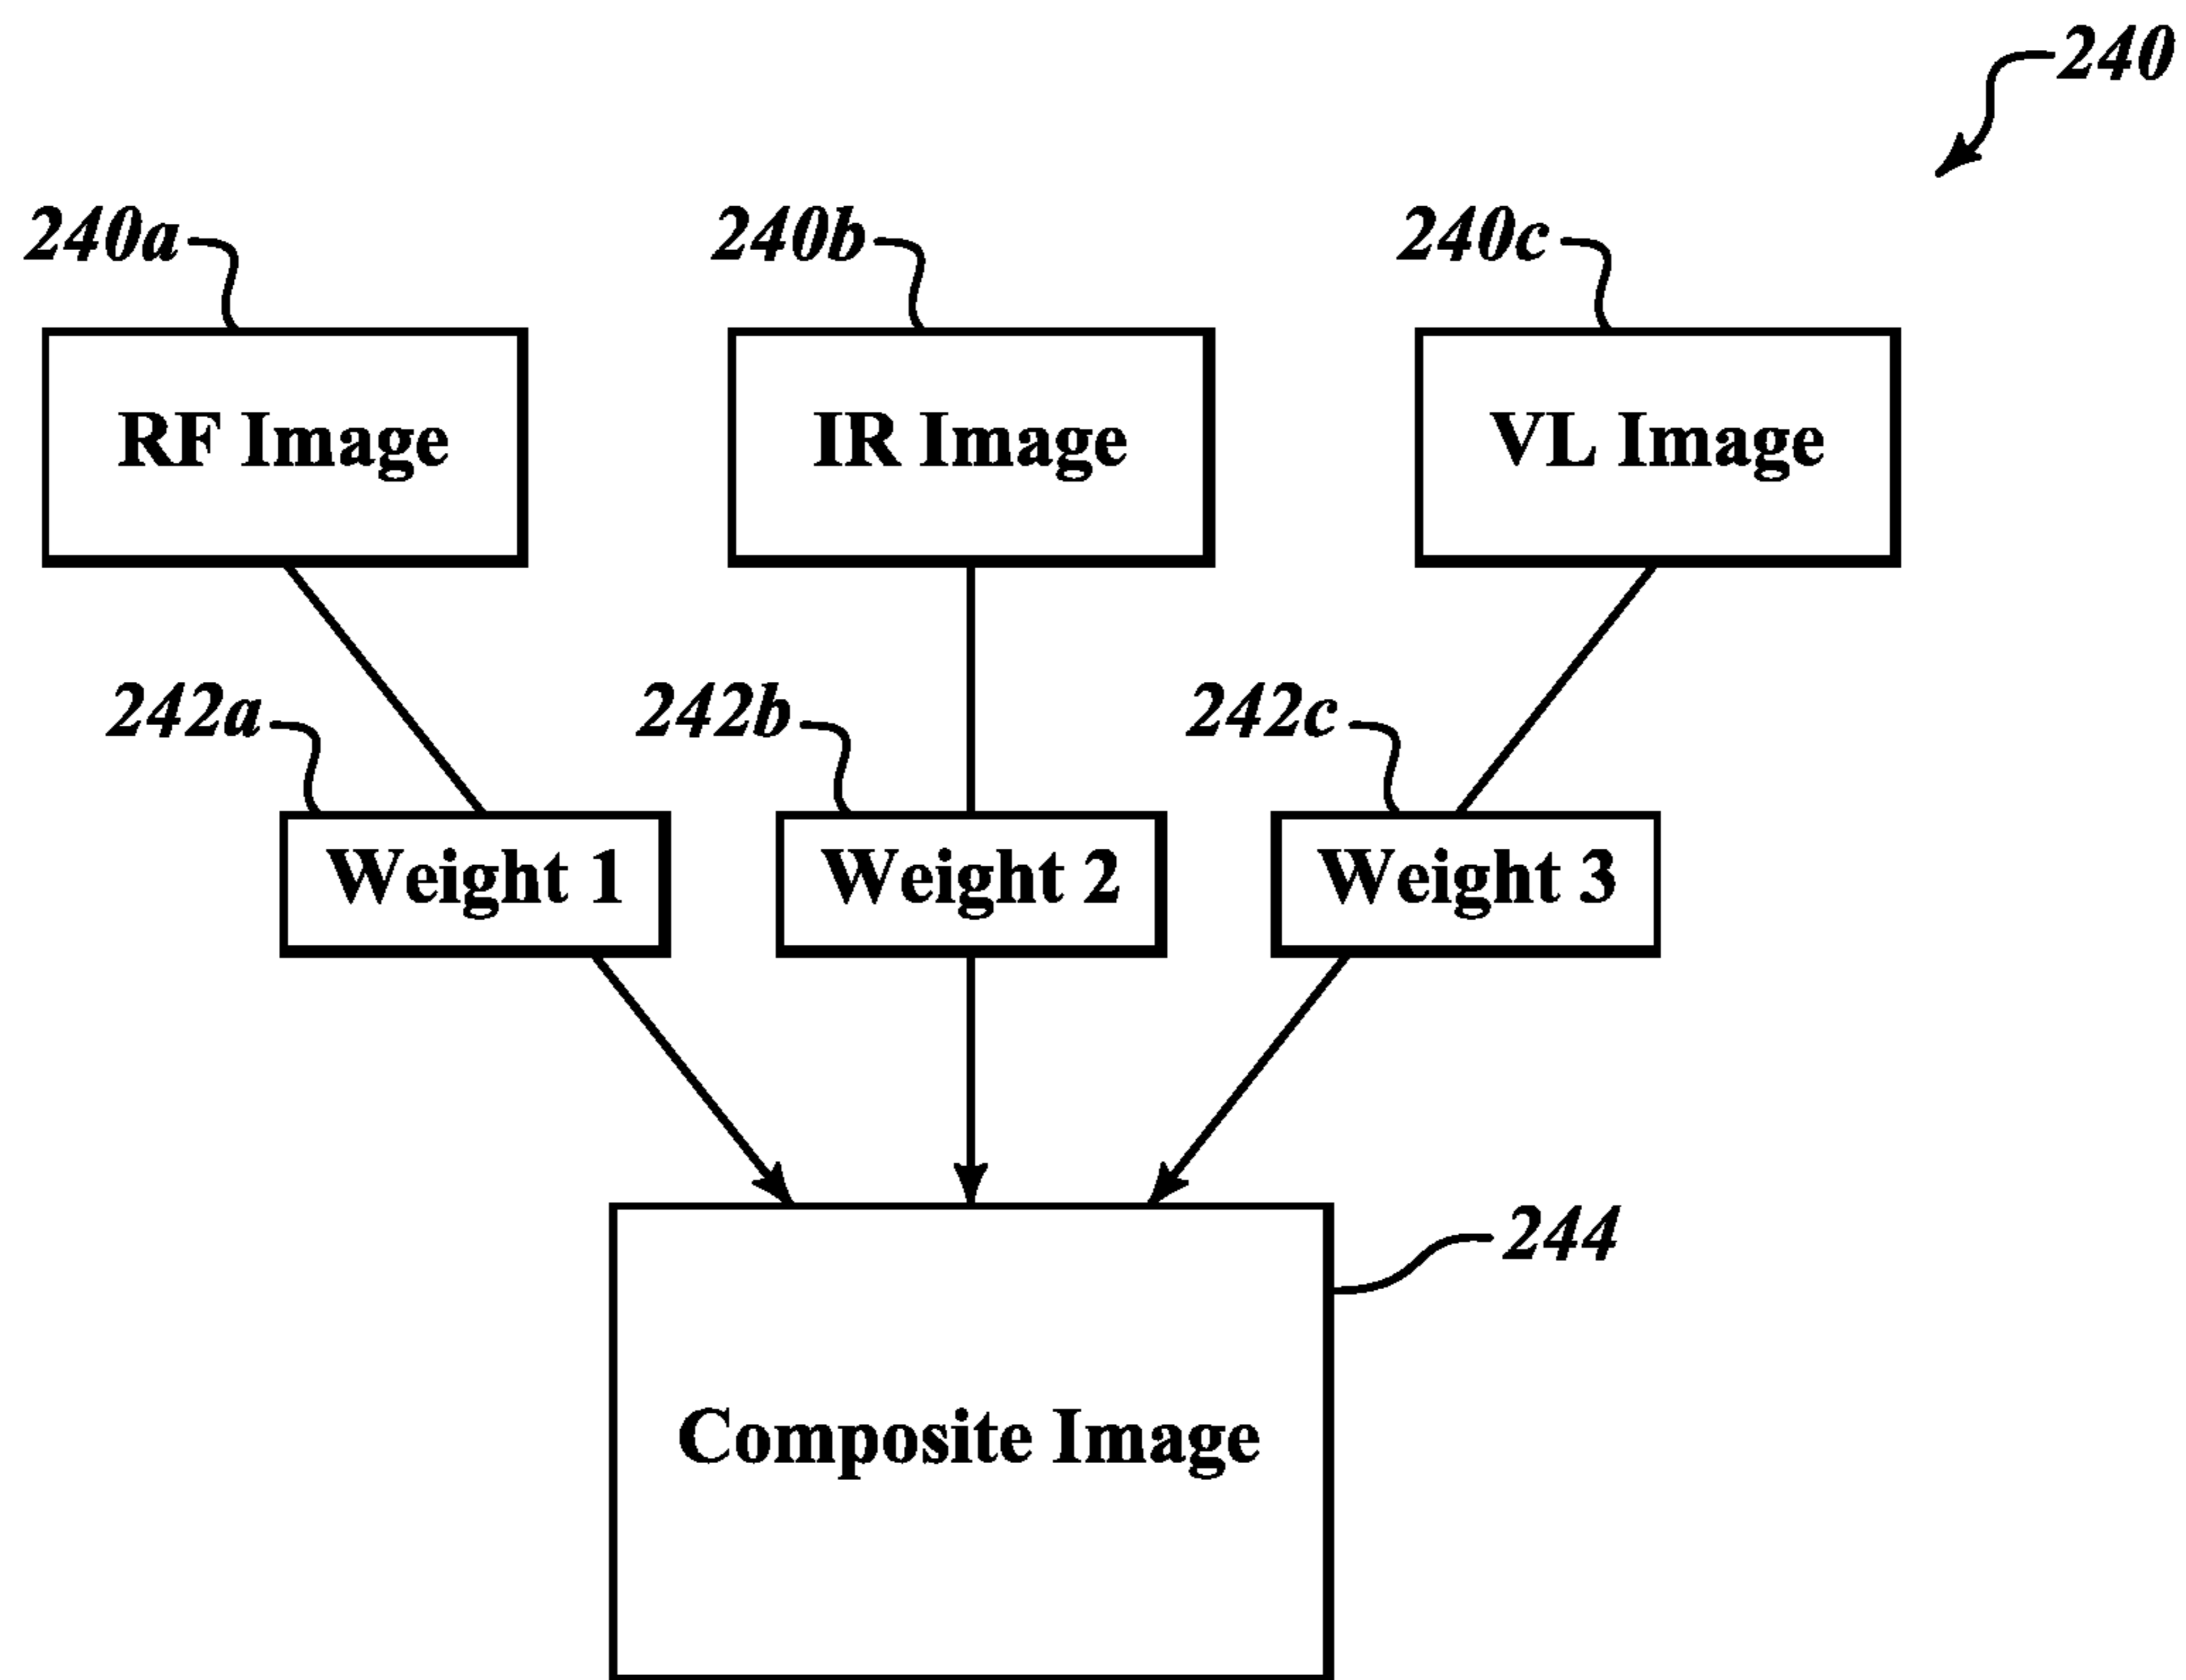 240
240a
240b
240c
RF Image
IR Image
VL Image
242a
242b
242c
Weight 1
Weight 2
Weight 3
244
Composite Image